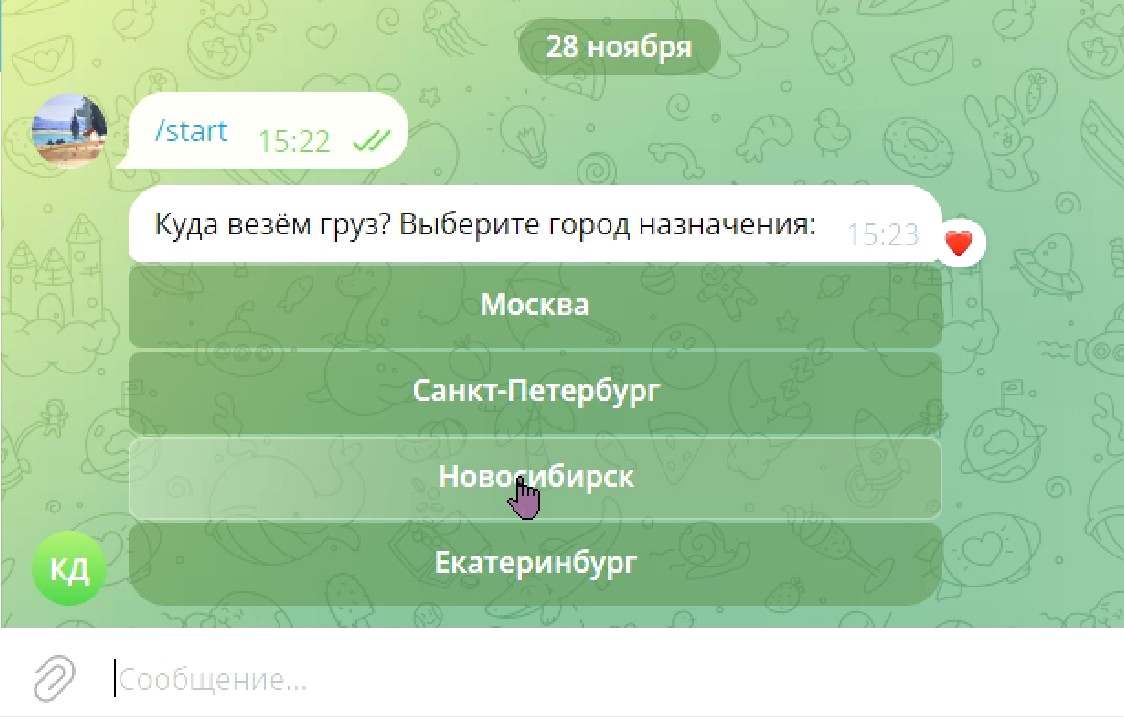 28 ноября
/start 15:22
Куда везём груз? Выберите город назначения: 15:23
Москва
Санкт-Петербург
Новосибирск
Екатеринбург
КД
Сообщение...